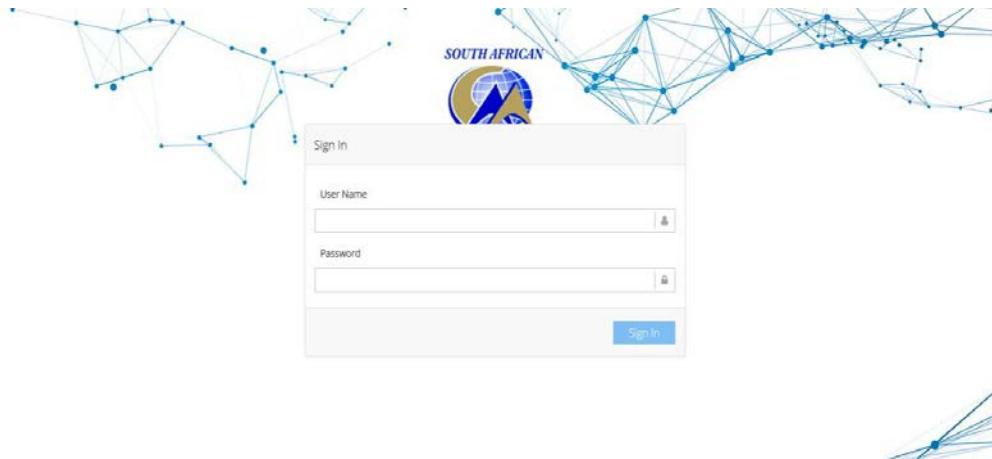 SOUTH AFRICAN
Sign In
User Name
Password
Sign In